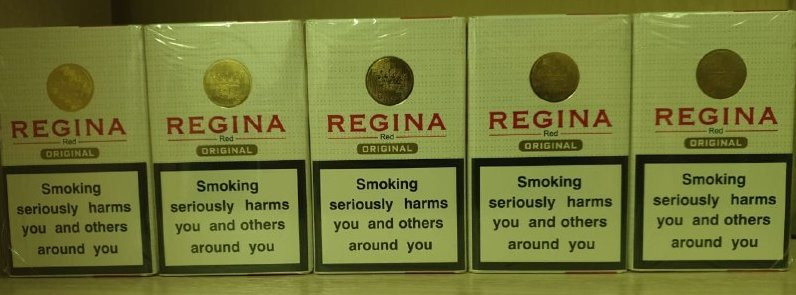 REGINA
Red
ORIGINAL
Smoking
seriously harms
you and others
around you
REGINA
Red
ORIGINAL
Smoking
seriously harms
you and others
around you
REGINA
Red
ORIGINAL
Smoking
seriously harms
you and others
around you
REGINA
Red
ORIGINAL
Smoking
seriously harms
you and others
around you
REGINA
Red
ORIGINAL
Smoking
seriously harms
you and others
around you